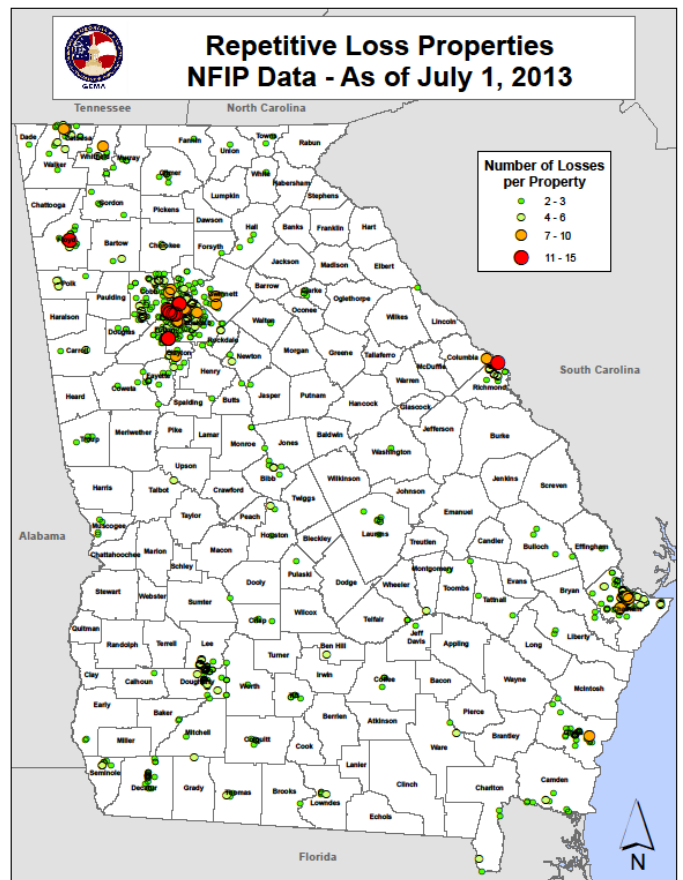 Repetitive Loss Properties
NFIP Data - As of July 1, 2013
GEMA
Tennessee
North Carolina
Number of Losses
per Property
2 - 3
4 - 6
7 - 10
11 - 15
Dade
Catoosa
Fannin
Towns
Rabun
Union
Walker
Whitfield
Murray
Gilmer
White
Habersham
Stephens
Lumpkin
Chattooga
Gordon
Pickens
Dawson
Hall
Banks
Franklin
Hart
Floyd
Bartow
Cherokee
Forsyth
Jackson
Madison
Elbert
Polk
Paulding
Cobb
Gwinnett
Barrow
Clarke
Oglethorpe
Oconee
Wilkes
Lincoln
Haralson
Douglas
Fulton
Walton
Rockdale
Carroll
Clayton
Newton
Morgan
Greene
Taliaferro
McDuffie
Columbia
Richmond
Henry
Fayette
Coweta
Heard
Spalding
Butts
Jasper
Putnam
Hancock
Warren
Glascock
South Carolina
Troup
Meriwether
Pike
Lamar
Monroe
Jones
Baldwin
Washington
Jefferson
Burke
Upson
Bibb
Wilkinson
Johnson
Jenkins
Screven
Harris
Talbot
Crawford
Twiggs
Emanuel
Alabama
Muscogee
Taylor
Peach
Houston
Bleckley
Laurens
Treutlen
Candler
Bulloch
Effingham
Chattahoochee
Marion
Macon
Schley
Dooly
Pulaski
Dodge
Wheeler
Montgomery
Toombs
Evans
Tattnall
Bryan
Chatham
Stewart
Webster
Sumter
Crisp
Wilcox
Telfair
Jeff
Davis
Appling
Long
Liberty
Quitman
Randolph
Terrell
Lee
Turner
Ben Hill
Irwin
Coffee
Bacon
Wayne
McIntosh
Clay
Calhoun
Dougherty
Worth
Tift
Early
Baker
Mitchell
Berrien
Atkinson
Pierce
Brantley
Miller
Colquitt
Cook
Ware
Lanier
Clinch
Seminole
Decatur
Grady
Thomas
Brooks
Lowndes
Echols
Charlton
Camden
Florida
N